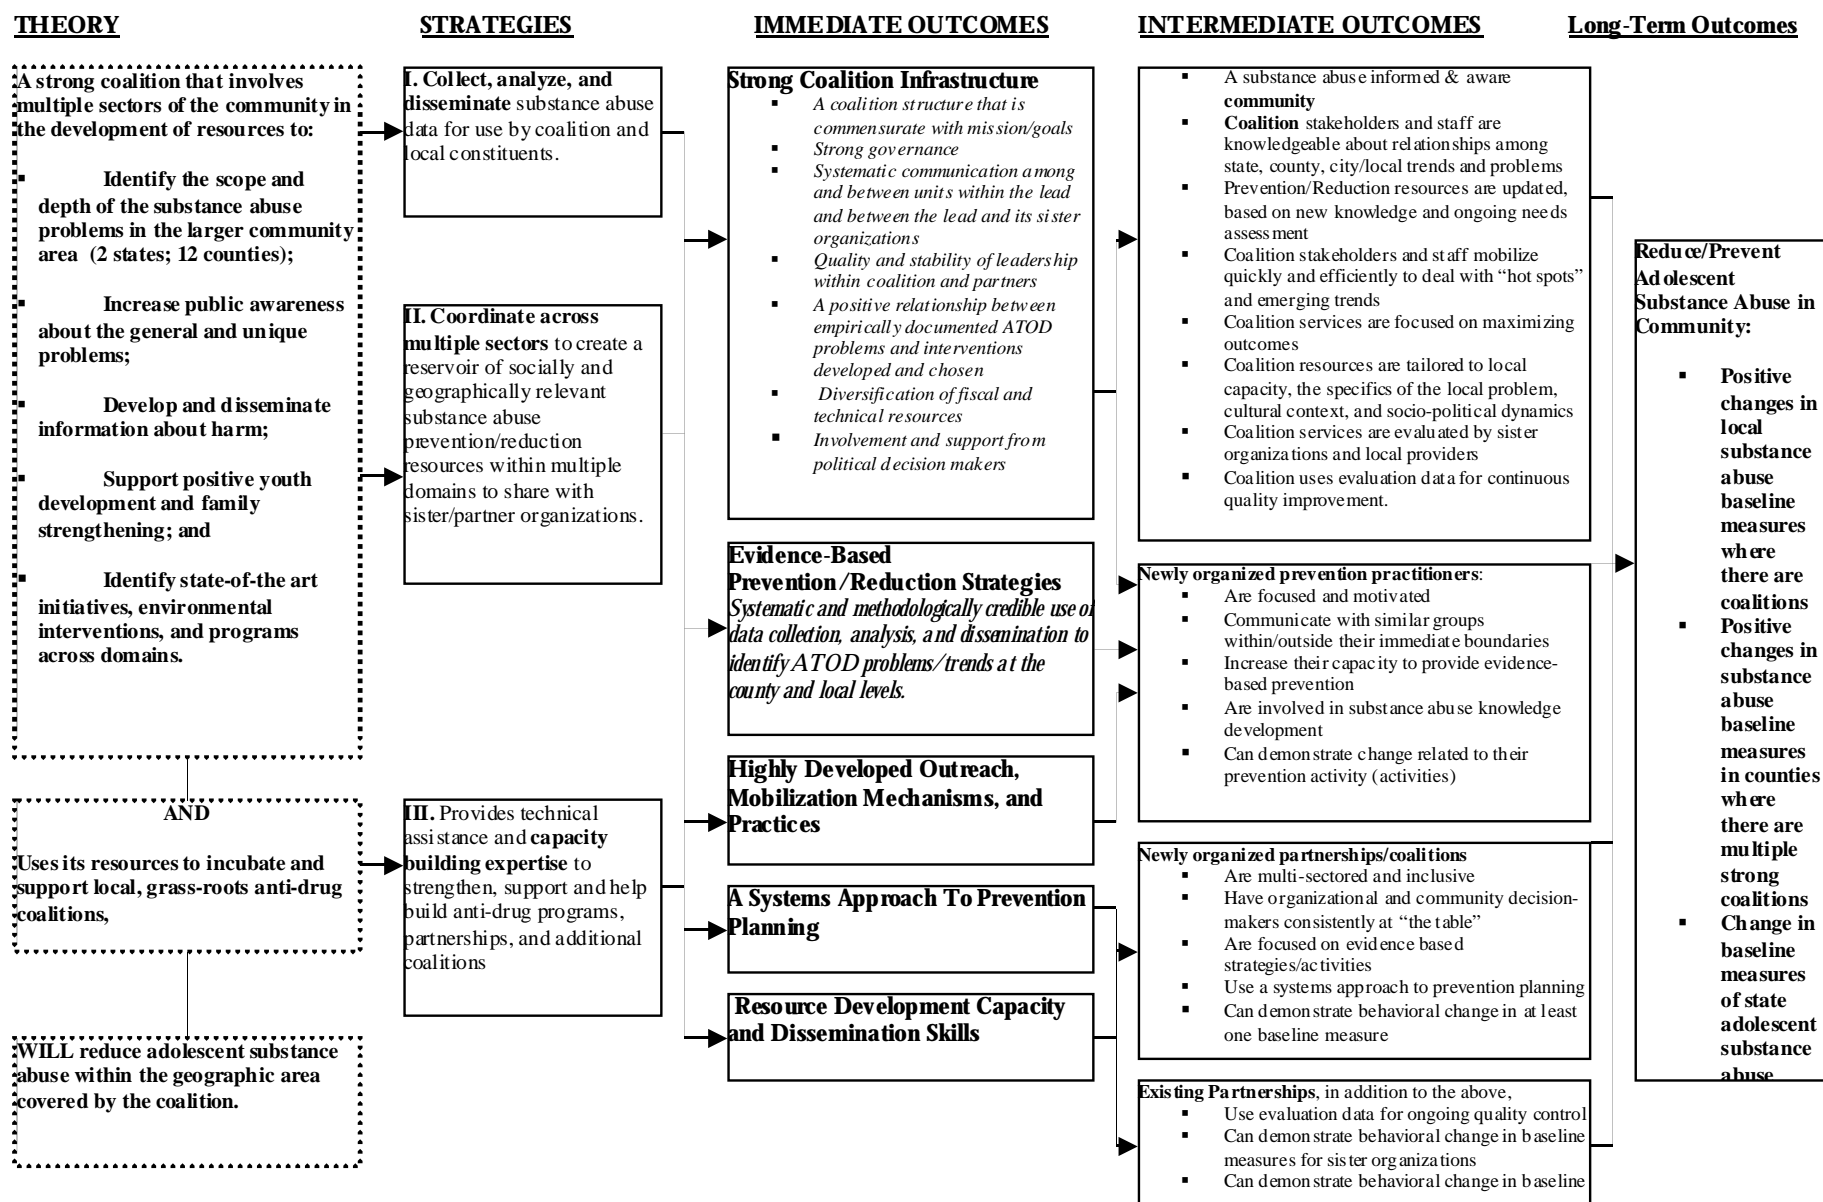 THEORY
A strong coalition that involves
multiple sectors of the community in
the development of resources to:
▪ Identify the scope and
depth of the substance abuse
problems in the larger community
area (2 states; 12 counties);
▪ Increase public awareness
about the general and unique
problems;
▪ Develop and disseminate
information about harm;
▪ Support positive youth
development and family
strengthening; and
▪ Identify state-of-the art
initiatives, environmental
interventions, and programs
across domains.
AND
Uses its resources to incubate and
support local, grass-roots anti-drug
coalitions,
WILL reduce adolescent substance
abuse within the geographic area
covered by the coalition.
STRATEGIES
I. Collect, analyze, and
disseminate substance abuse
data for use by coalition and
local constituents.
II. Coordinate across
multiple sectors to create a
reservoir of socially and
geographically relevant
substance abuse
prevention/reduction
resources within multiple
domains to share with
sister/partner organizations.
III. Provides technical
assistance and capacity
building expertise to
strengthen, support and help
build anti-drug programs,
partnerships, and additional
coalitions
IMMEDIATE OUTCOMES
Strong Coalition Infrastructure
▪ A coalition structure that is
commensurate with mission/goals
▪ Strong governance
▪ Systematic communication among
and between units within the lead
and between the lead and its sister
organizations
▪ Quality and stability of leadership
within coalition and partners
▪ A positive relationship between
empirically documented ATOD
problems and interventions
developed and chosen
▪ Diversification of fiscal and
technical resources
▪ Involvement and support from
political decision makers
Evidence-Based
Prevention/Reduction Strategies
Systematic and methodologically credible use of
data collection, analysis, and dissemination to
identify ATOD problems/trends at the
county and local levels.
Highly Developed Outreach,
Mobilization Mechanisms, and
Practices
A Systems Approach To Prevention
Planning
Resource Development Capacity
and Dissemination Skills
INTERMEDIATE OUTCOMES
▪ A substance abuse informed & aware
community
▪ Coalition stakeholders and staff are
knowledgeable about relationships among
state, county, city/local trends and problems
▪ Prevention/Reduction resources are updated,
based on new knowledge and ongoing needs
assessment
▪ Coalition stakeholders and staff mobilize
quickly and efficiently to deal with “hot spots”
and emerging trends
▪ Coalition services are focused on maximizing
outcomes
▪ Coalition resources are tailored to local
capacity, the specifics of the local problem,
cultural context, and socio-political dynamics
▪ Coalition services are evaluated by sister
organizations and local providers
▪ Coalition uses evaluation data for continuous
quality improvement.
Newly organized prevention practitioners:
▪ Are focused and motivated
▪ Communicate with similar groups
within/outside their immediate boundaries
▪ Increase their capacity to provide evidence-
based prevention
▪ Are involved in substance abuse knowledge
development
▪ Can demonstrate change related to their
prevention activity (activities)
Newly organized partnerships/coalitions
▪ Are multi-sectored and inclusive
▪ Have organizational and community decision-
makers consistently at “the table”
▪ Are focused on evidence based
strategies/activities
▪ Use a systems approach to prevention planning
▪ Can demonstrate behavioral change in at least
one baseline measure
Existing Partnerships, in addition to the above,
▪ Use evaluation data for ongoing quality control
▪ Can demonstrate behavioral change in baseline
measures for sister organizations
▪ Can demonstrate behavioral change in baseline
Long-Term Outcomes
Reduce/Prevent
Adolescent
Substance Abuse in
Community:
▪ Positive
changes in
local
substance
abuse
baseline
measures
where
there are
coalitions
▪ Positive
changes in
substance
abuse
baseline
measures
in counties
where
there are
multiple
strong
coalitions
▪ Change in
baseline
measures
of state
adolescent
substance
abuse